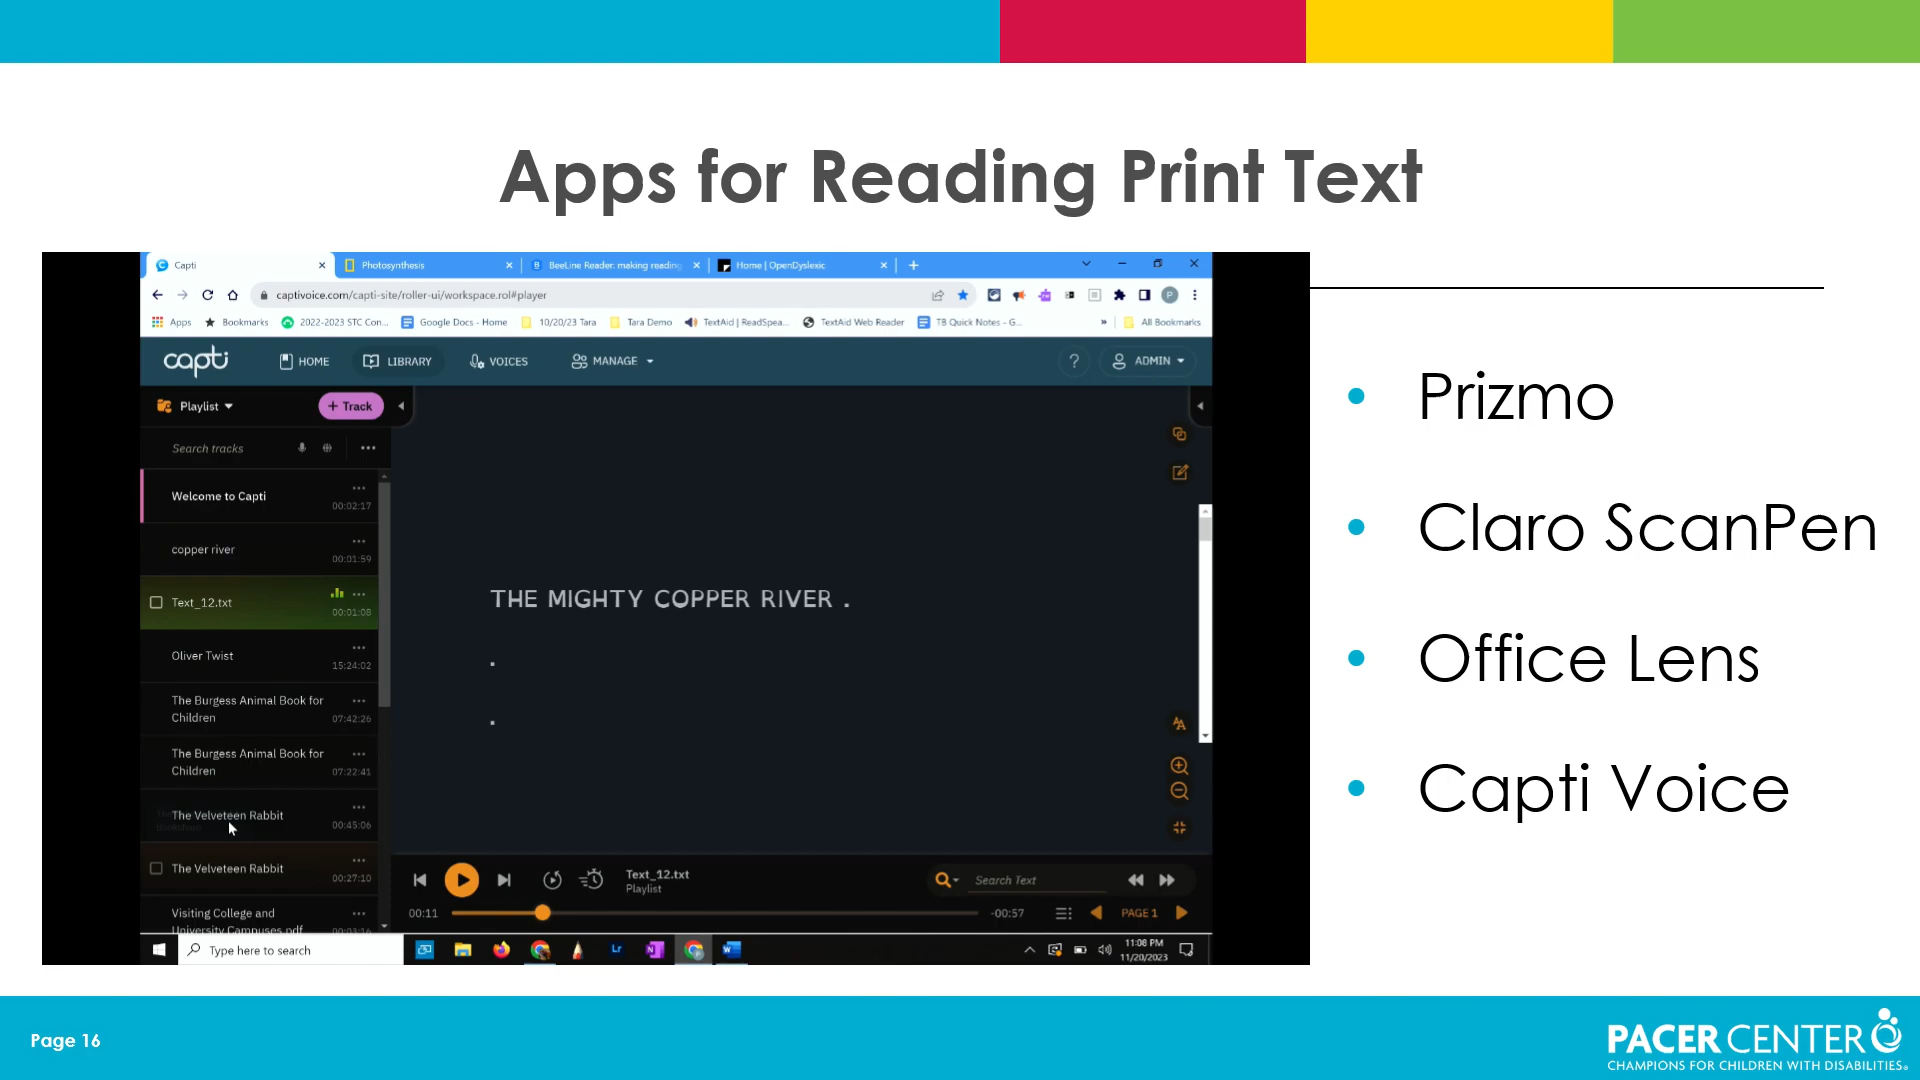 Apps for Reading Print Text
Capti
Photosynthesis
BeeLine Reader: making reading
Home | OpenDyslexic
captivoice.com/capti-site/roller-ui/workspace.rol#player
Apps
Bookmarks
2022-2023 STC Con...
Google Docs - Home
10/20/23 Tara
Tara Demo
TextAid | ReadSpea...
TextAid Web Reader
TB Quick Notes - G...
»
All Bookmarks
capti
HOME
LIBRARY
VOICES
MANAGE
?
ADMIN
Playlist
+ Track
Search tracks
Welcome to Capti
00:02:17
copper river
00:01:59
Text_12.txt
00:01:08
Oliver Twist
15:24:02
The Burgess Animal Book for
Children
07:42:26
The Burgess Animal Book for
Children
07:22:41
The Velveteen Rabbit
00:45:06
The Velveteen Rabbit
00:27:10
Visiting College and
University Campuses.pdf
00:03:16
THE MIGHTY COPPER RIVER .
.
.
Text_12.txt
Playlist
Search Text
00:11
-00:57
PAGE 1
Type here to search
11:08 PM
11/20/2023
• Prizmo
• Claro ScanPen
• Office Lens
• Capti Voice
Page 16
PACER CENTER
CHAMPIONS FOR CHILDREN WITH DISABILITIES®